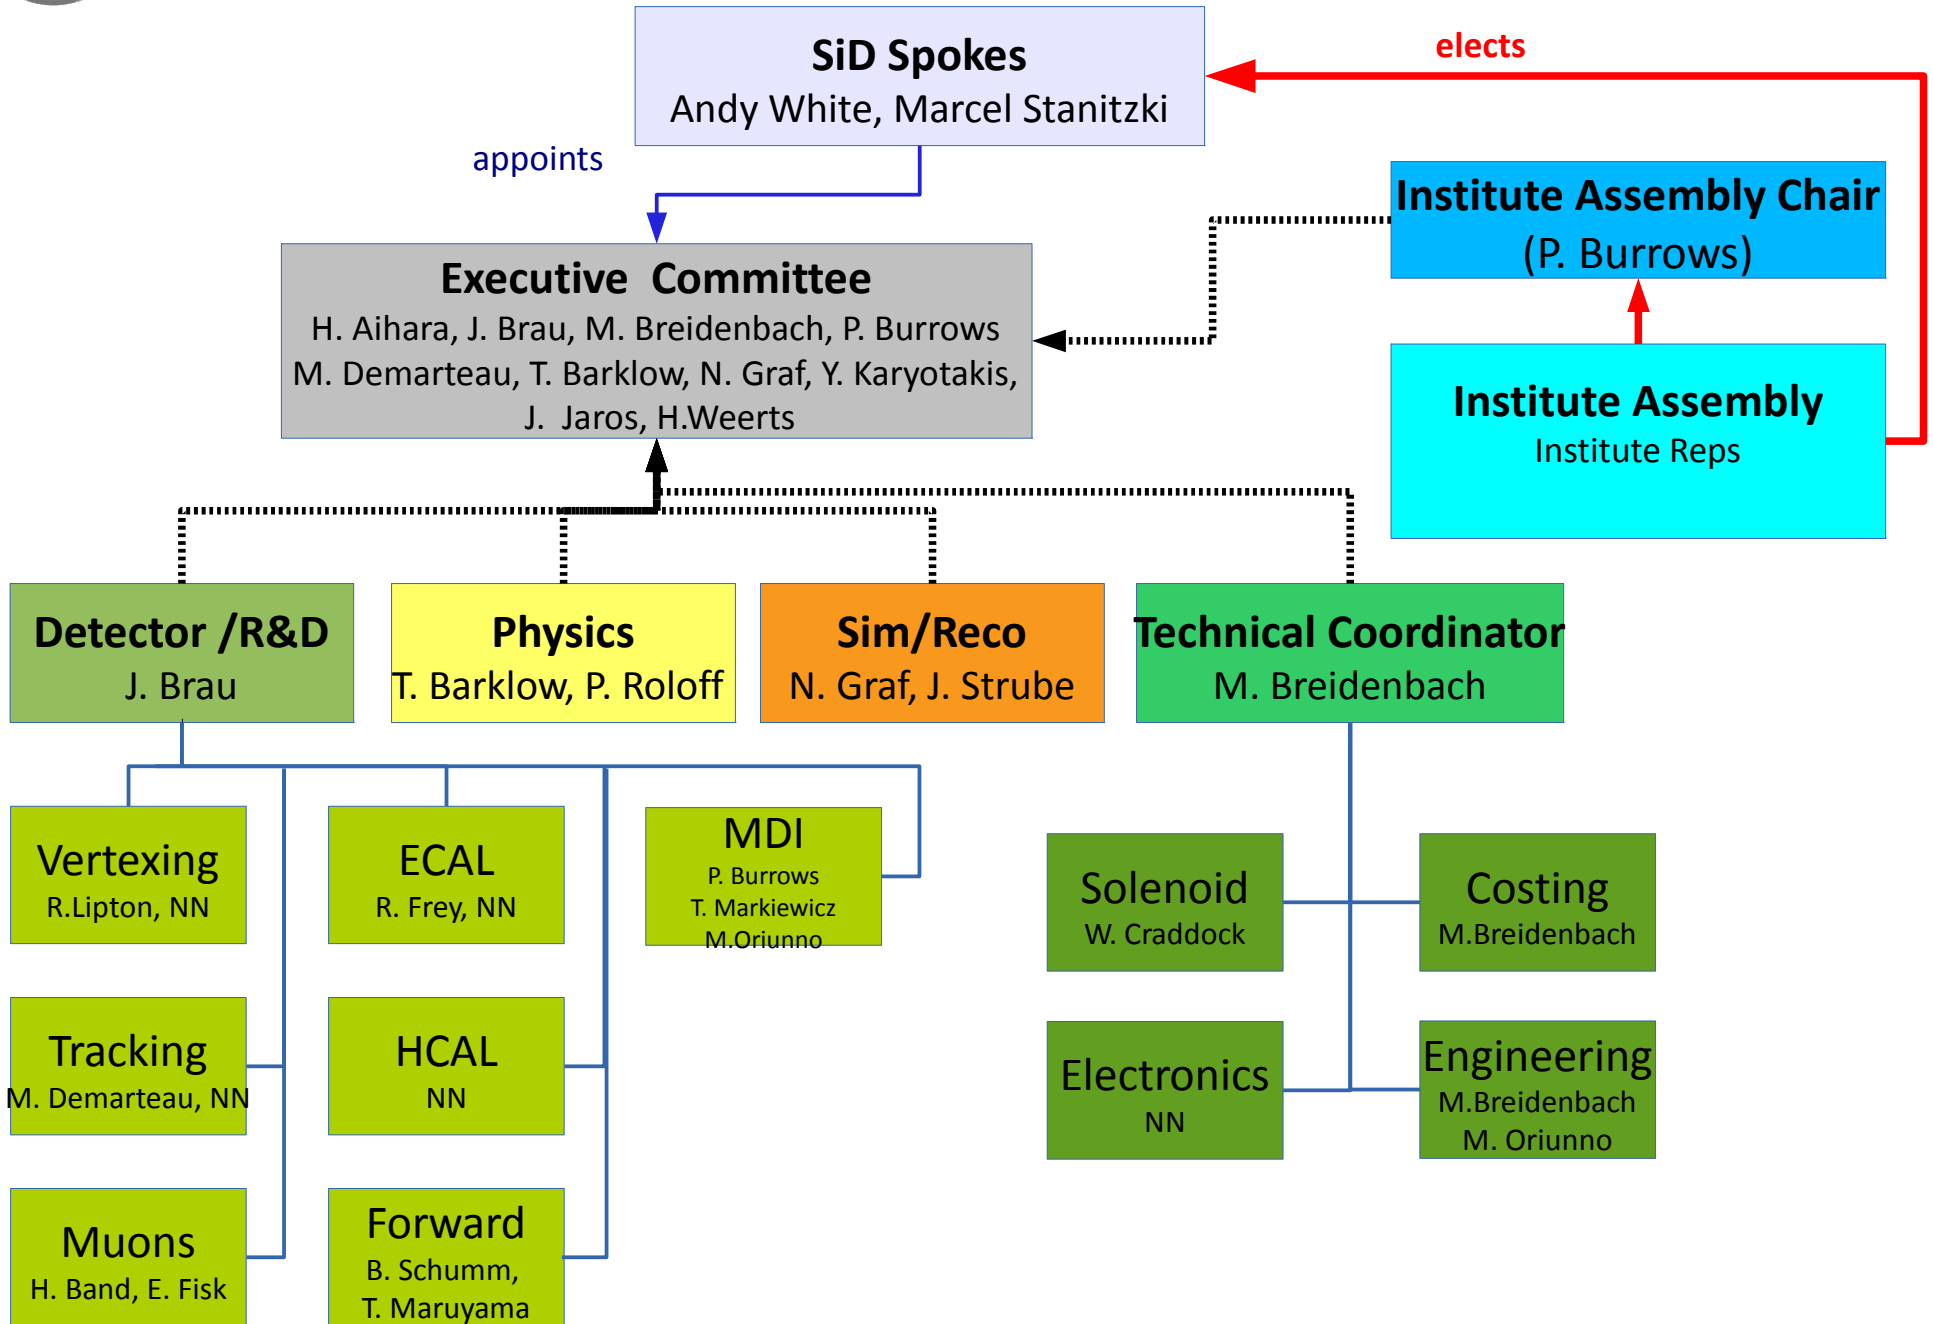 SiD Spokes
Andy White, Marcel Stanitzki
elects
appoints
Institute Assembly Chair
(P. Burrows)
Executive  Committee
H. Aihara, J. Brau, M. Breidenbach, P. Burrows
M. Demarteau, T. Barklow, N. Graf, Y. Karyotakis,
J.  Jaros, H.Weerts
Institute Assembly
Institute Reps
Detector /R&D
J. Brau
Physics
T. Barklow, P. Roloff
Sim/Reco
N. Graf, J. Strube
Technical Coordinator
M. Breidenbach
Vertexing
R.Lipton, NN
ECAL
R. Frey, NN
MDI
P. Burrows
T. Markiewicz
M.Oriunno
Solenoid
W. Craddock
Costing
M.Breidenbach
Tracking
M. Demarteau, NN
HCAL
NN
Electronics
NN
Engineering
M.Breidenbach
M. Oriunno
Muons
H. Band, E. Fisk
Forward
B. Schumm,
T. Maruyama